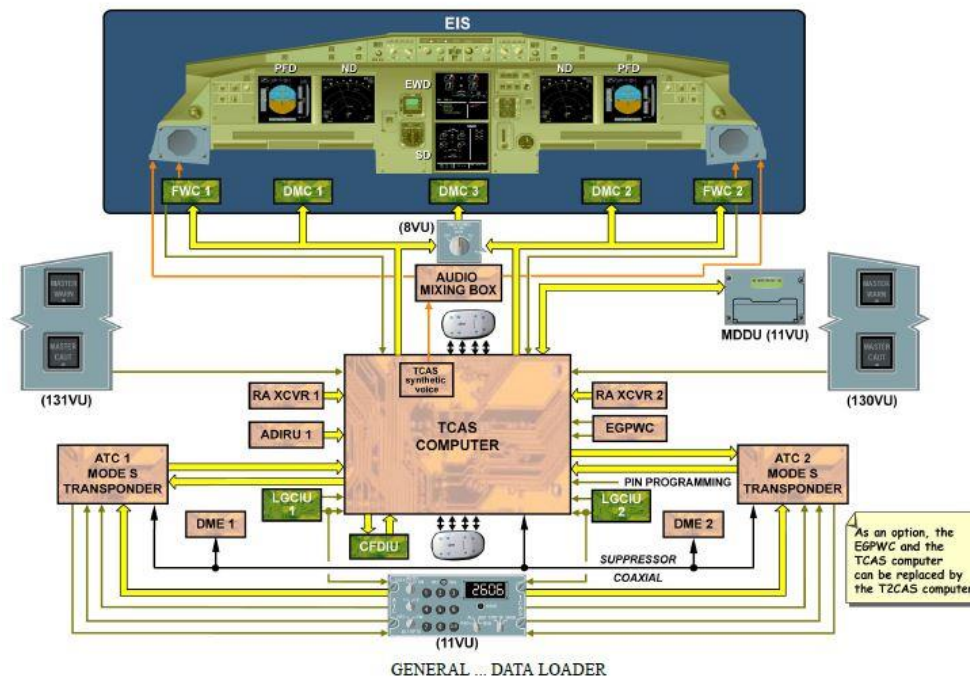 EIS
PFD
ND
EWD
SD
ND
PFD
FWC 1
DMC 1
DMC 3
DMC 2
FWC 2
(8VU)
AUDIO
MIXING BOX
MASTER
WARN
MASTER
CAUT
(131VU)
MDDU (11VU)
MASTER
WARN
MASTER
CAUT
(130VU)
TCAS
synthetic
voice
RA XCVR 1
ADIRU 1
TCAS
COMPUTER
RA XCVR 2
EGPWC
ATC 1
MODE S
TRANSPONDER
ATC 2
MODE S
TRANSPONDER
PIN PROGRAMMING
LGCIU
1
LGCIU
2
DME 1
CFDIU
DME 2
SUPPRESSOR
COAXIAL
2606
(11VU)
As an option, the
EGPWC and the
TCAS computer
can be replaced by
the T2CAS computer
GENERAL ... DATA LOADER